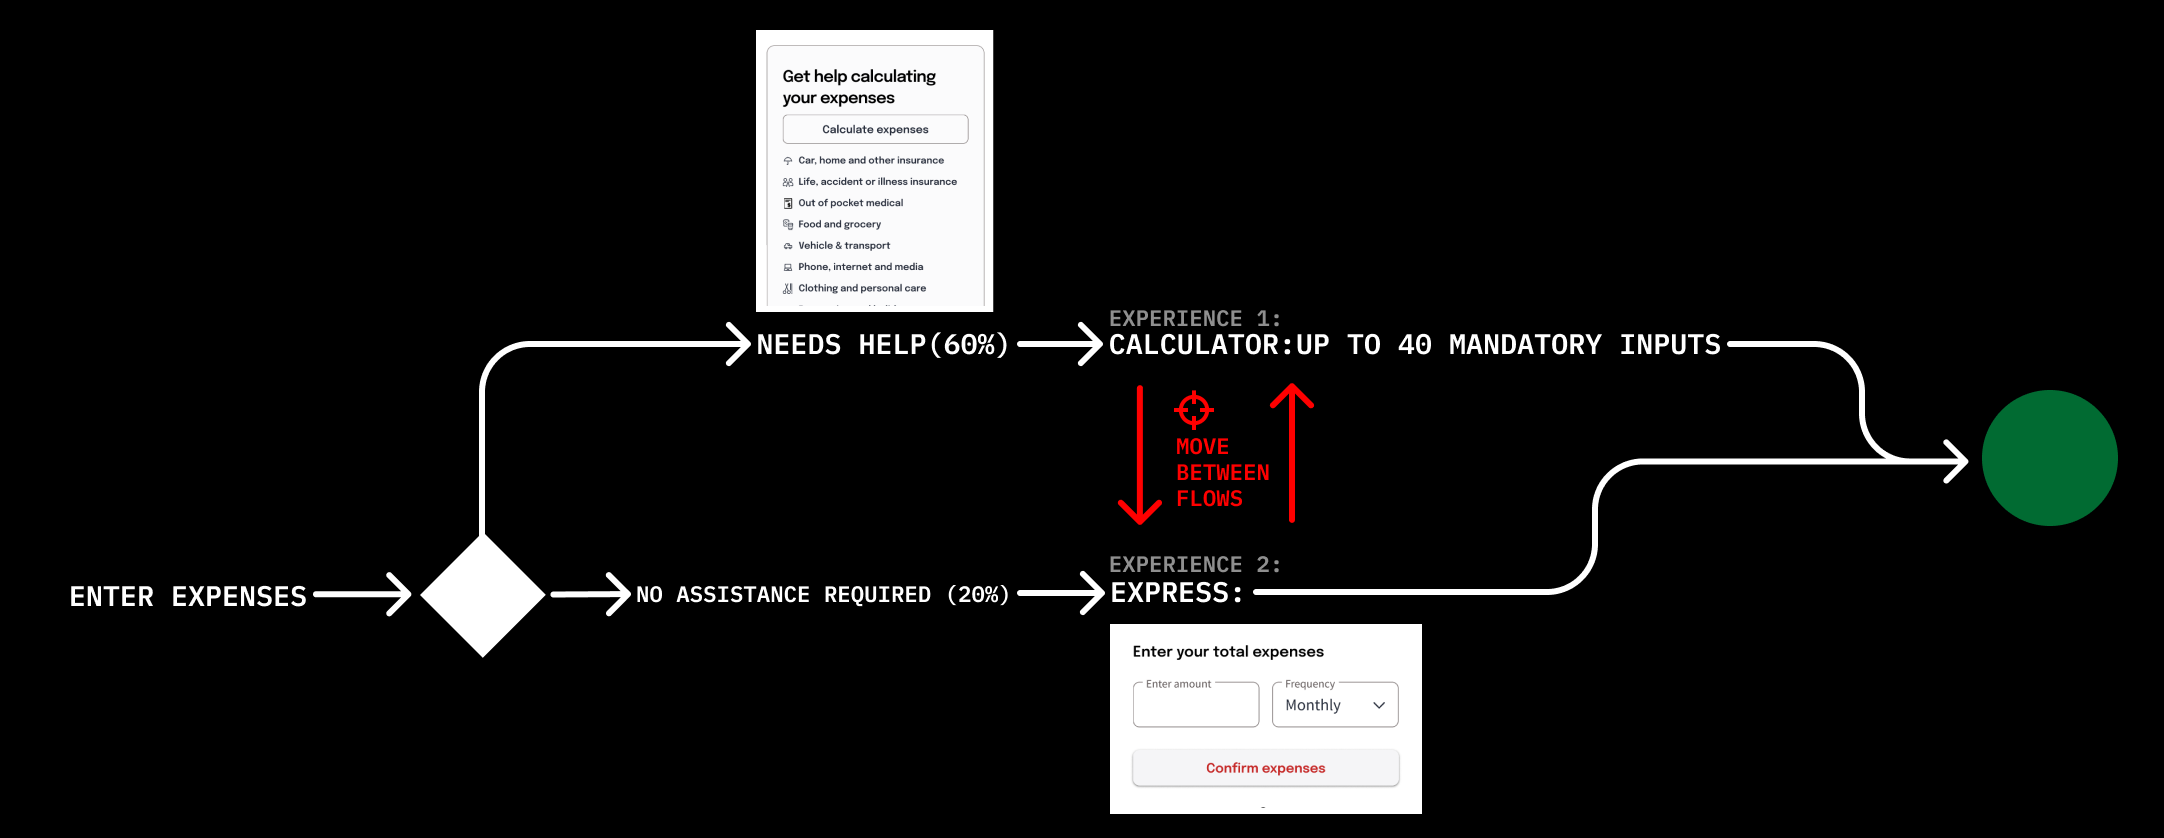 Get help calculating
your expenses
Calculate expenses
Car, home and other insurance
Life, accident or illness insurance
Out of pocket medical
Food and grocery
Vehicle & transport
Phone, internet and media
Clothing and personal care
NEEDS HELP(60%)
EXPERIENCE 1:
CALCULATOR:UP TO 40 MANDATORY INPUTS
MOVE
BETWEEN
FLOWS
ENTER EXPENSES
NO ASSISTANCE REQUIRED (20%)
EXPERIENCE 2:
EXPRESS:
Enter your total expenses
Enter amount
Frequency
Monthly
Confirm expenses